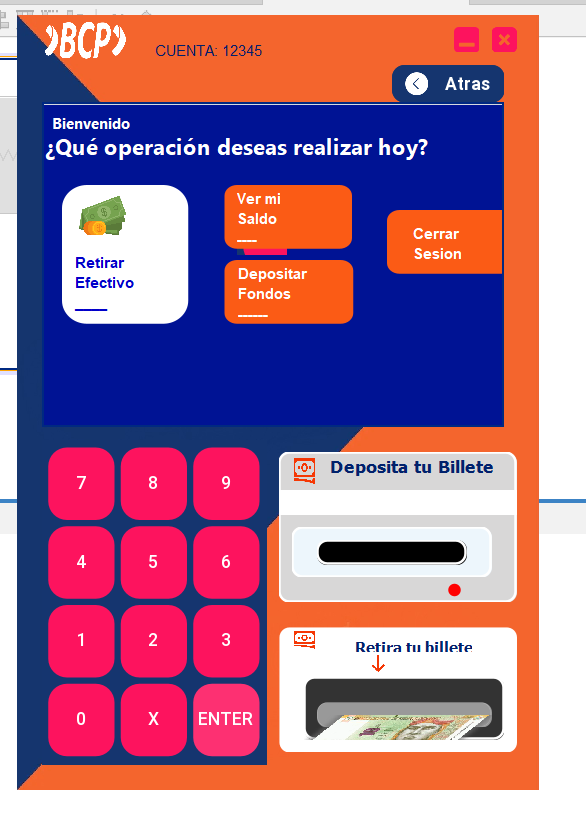 BCP
CUENTA: 12345
Atras
Bienvenido
¿Qué operación deseas realizar hoy?
Ver mi
Saldo
Retirar
Efectivo
Depositar
Fondos
Cerrar
Sesion
7 8 9
4 5 6
1 2 3
0 X ENTER
Deposita tu Billete
Retira tu billete